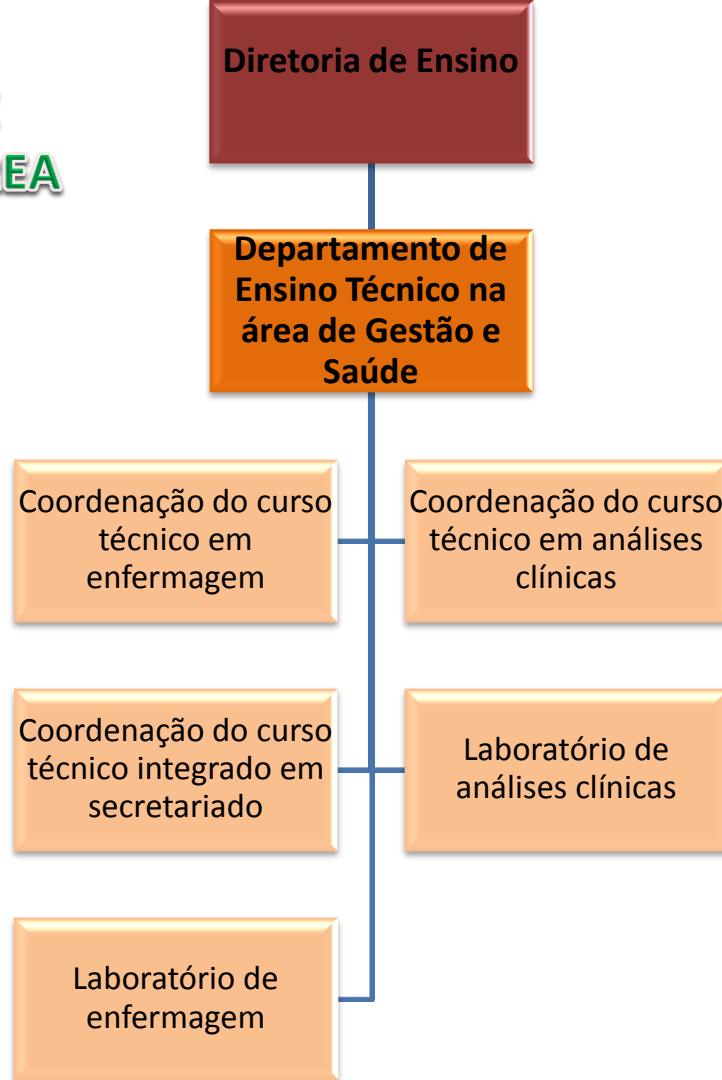 Diretoria de Ensino
Departamento de
Ensino Técnico na
área de Gestão e
Saúde
Coordenação do curso
técnico em
enfermagem
Coordenação do curso
técnico em análises
clínicas
Coordenação do curso
técnico integrado em
secretariado
Laboratório de
análises clínicas
Laboratório de
enfermagem